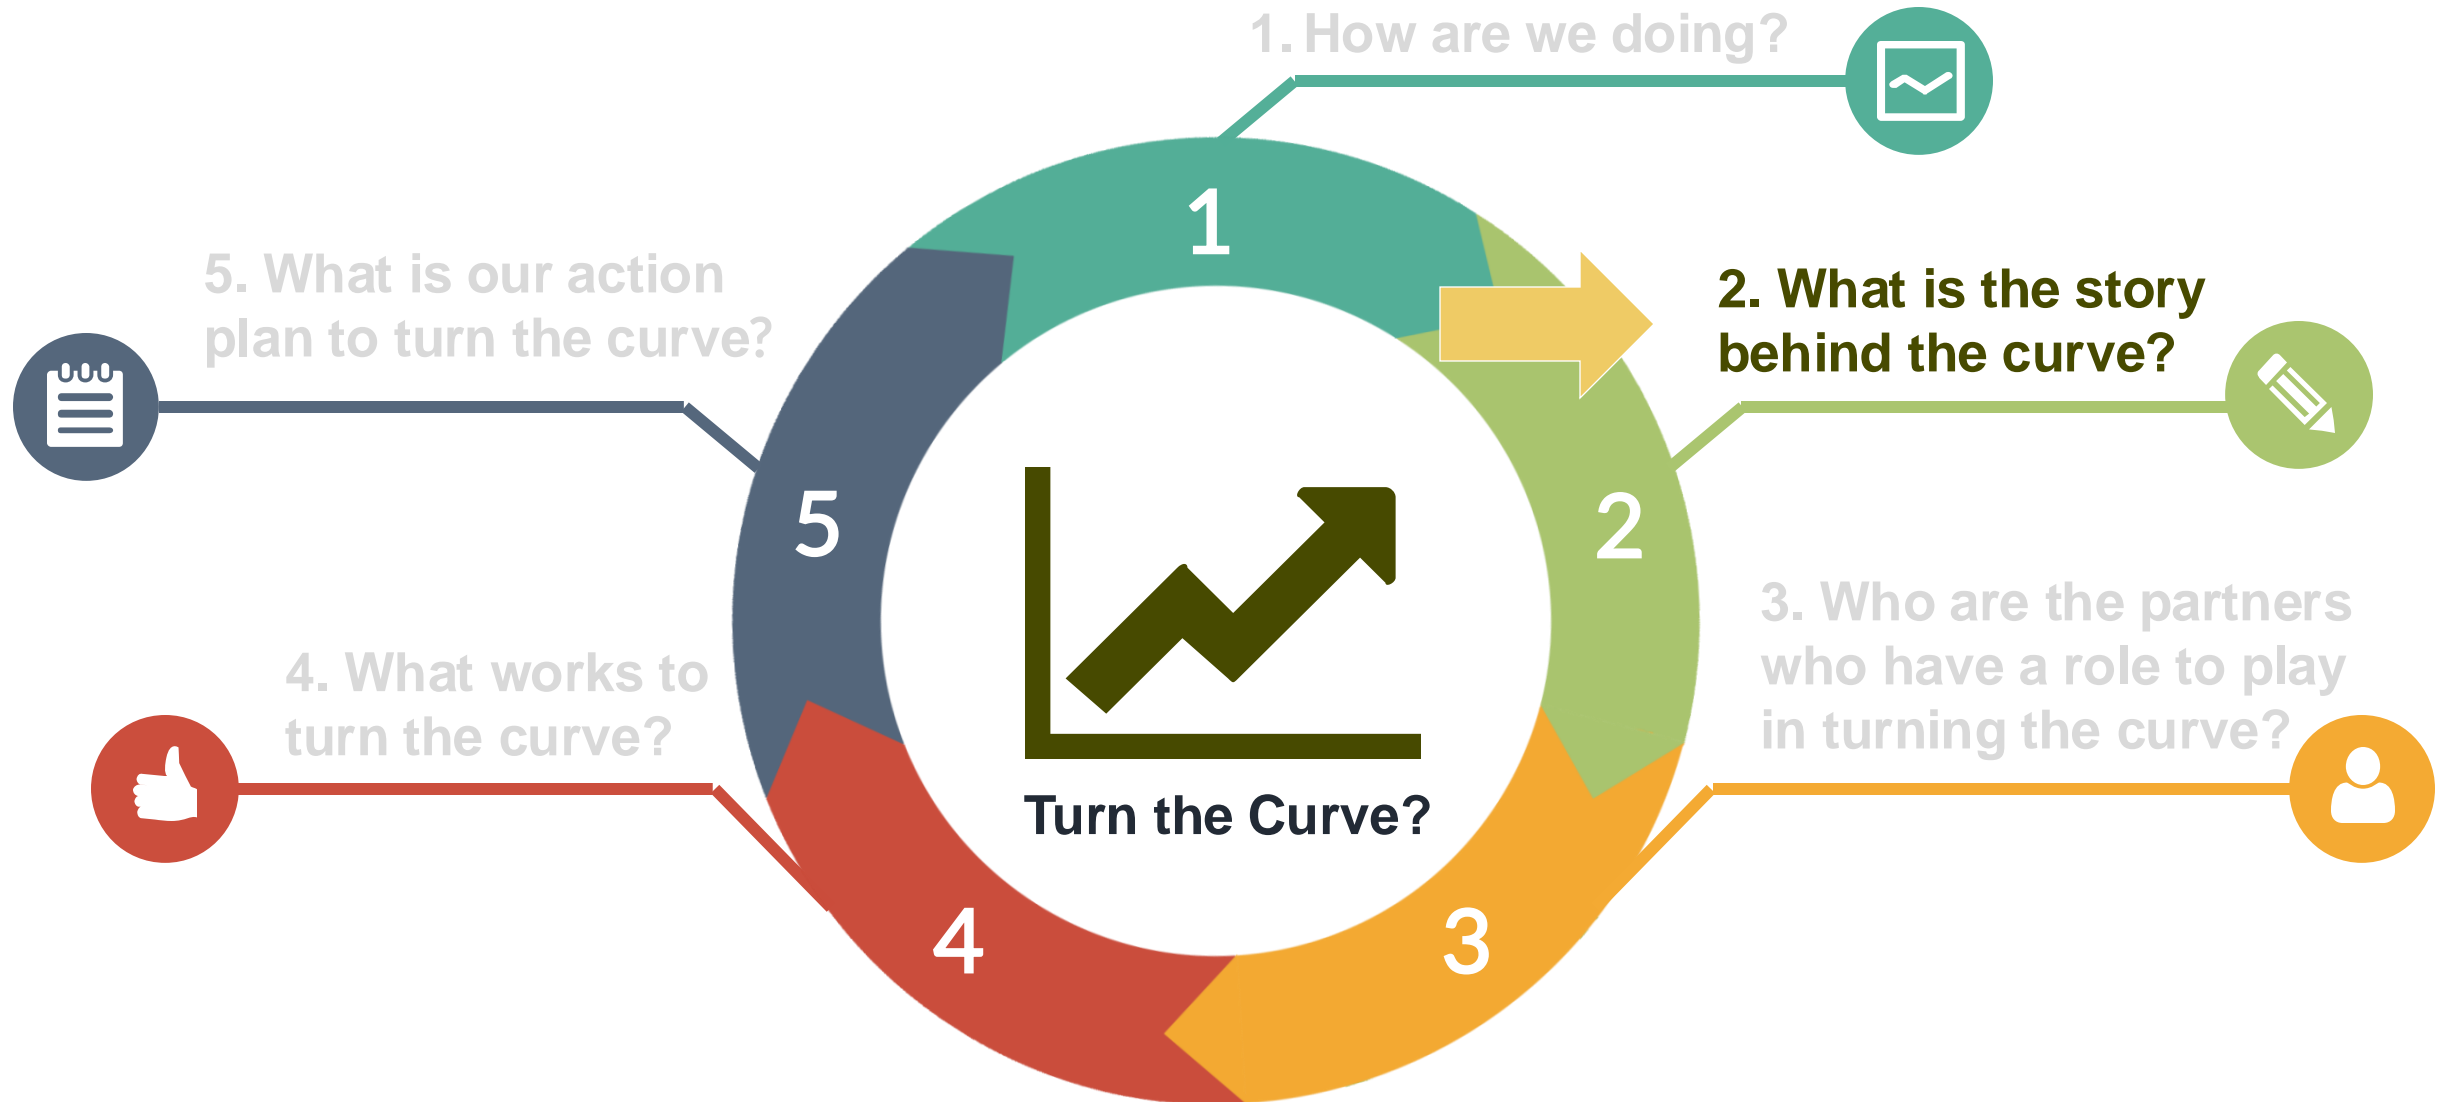 1. How are we doing?
1
5. What is our action
plan to turn the curve?
2. What is the story
behind the curve?
5
2
3. Who are the partners
who have a role to play
in turning the curve?
4. What works to
turn the curve?
Turn the Curve?
4
3